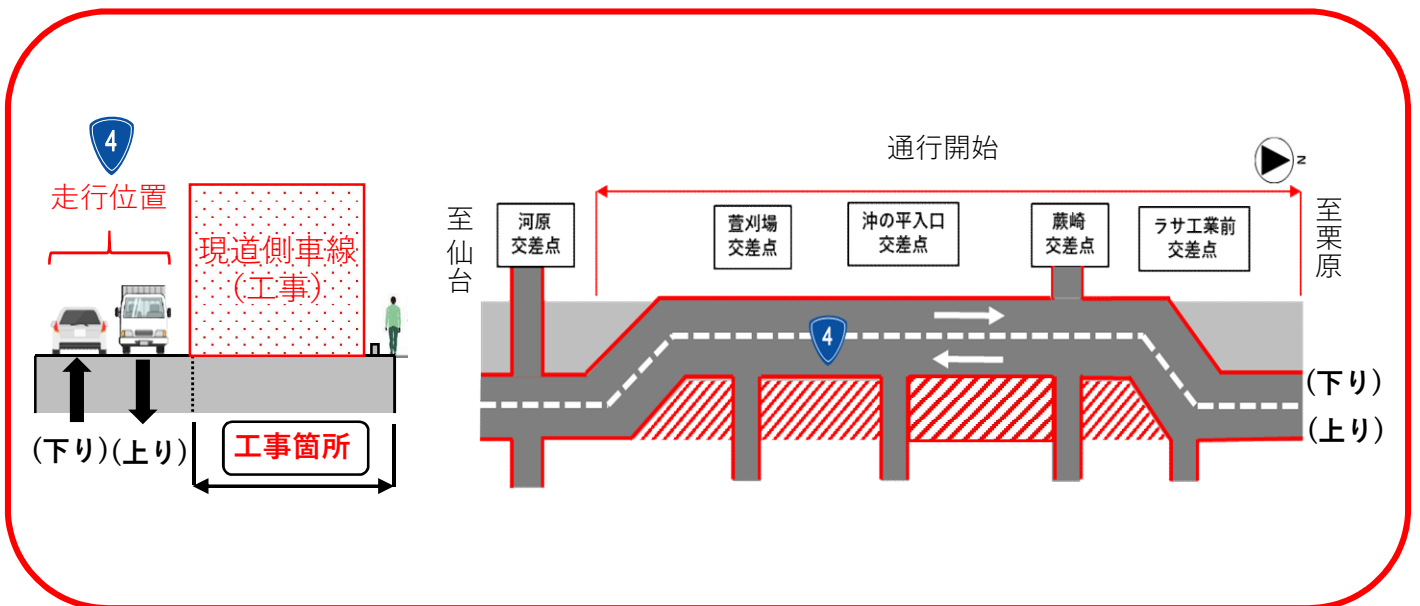 4
走行位置
現道側車線
(工事)
(下り)
(上り)
工事箇所
通行開始
N
至仙台
河原
交差点
萱刈場
交差点
沖の平入口
交差点
蕨崎
交差点
ラサ工業前
交差点
至栗原
4
(下り)
(上り)